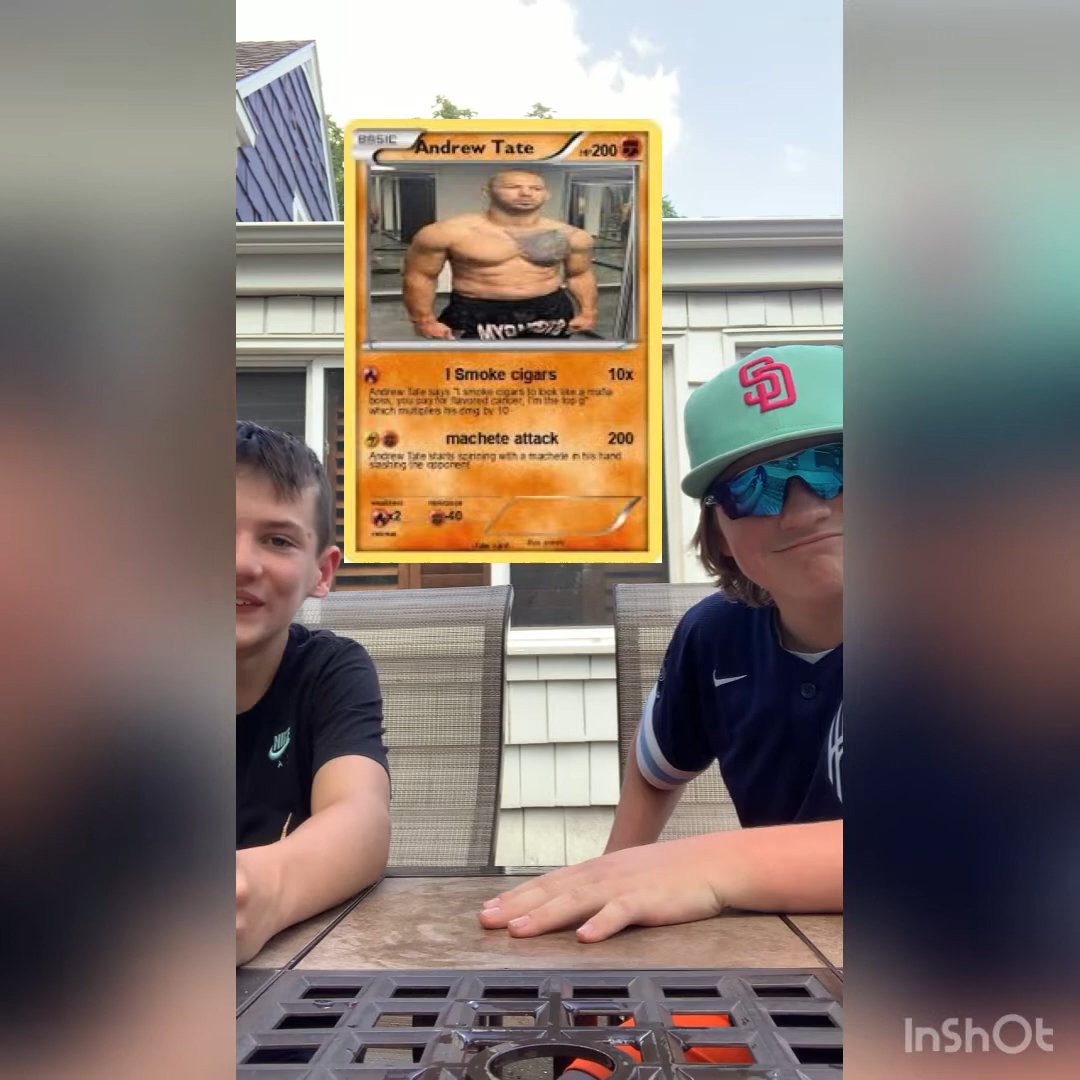 BASIC
Andrew Tate
HP200
I Smoke cigars 10x
Andrew Tate says "I smoke cigars to look like a mafia
boss, you pay for flavored cancer, I'm the top g"
which multiplies his dmg by 10
machete attack 200
Andrew Tate starts spinning with a machete in his hand
slashing the opponent
x2
-40
SD
NIKE
InShOt